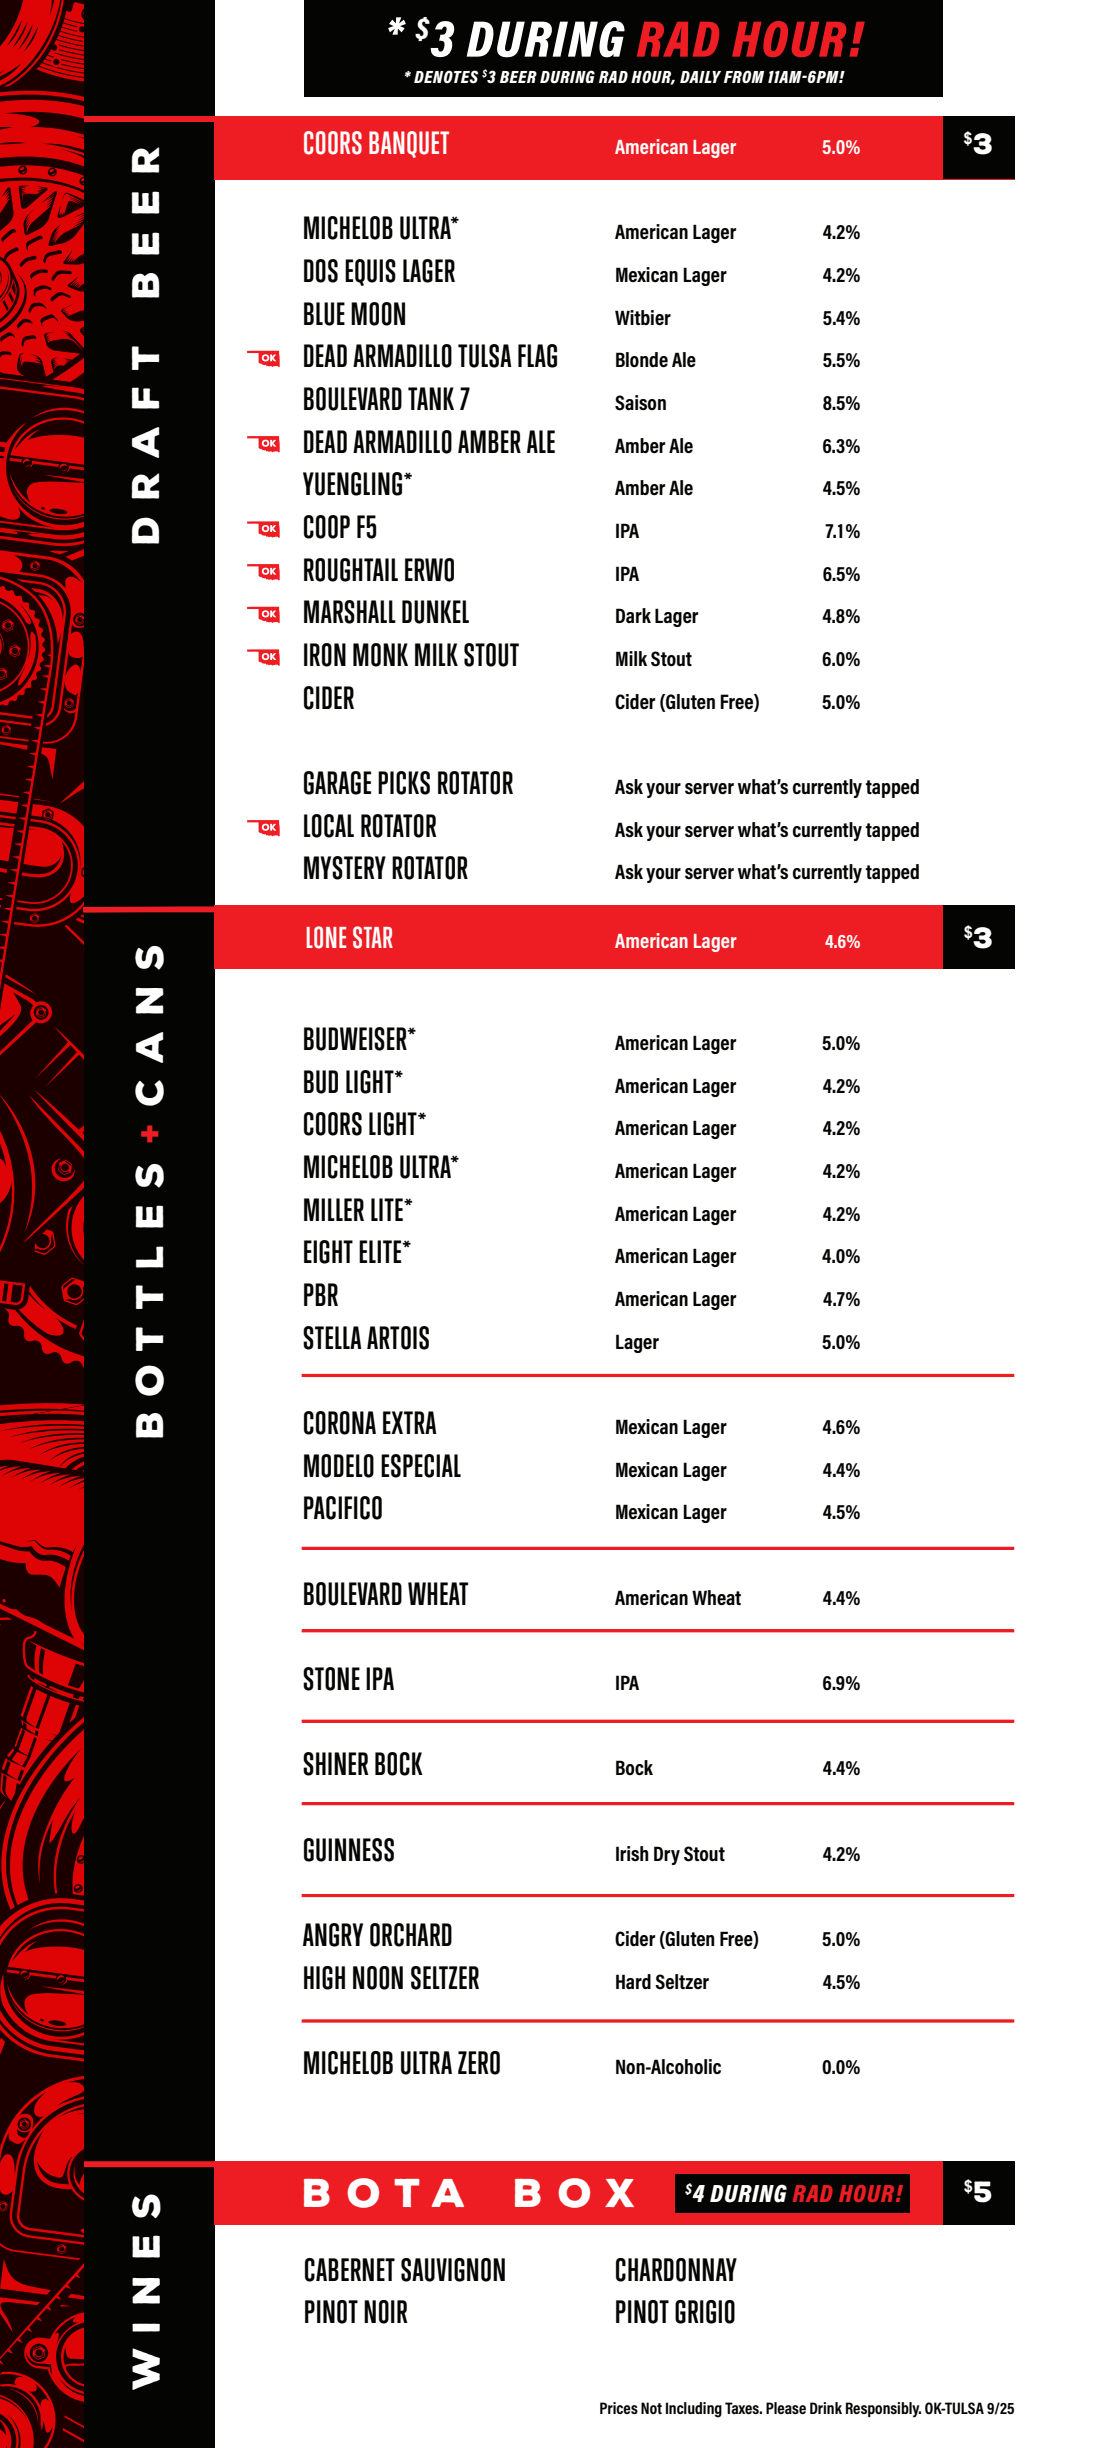 * $3 DURING RAD HOUR!
* DENOTES $3 BEER DURING RAD HOUR, DAILY FROM 11AM-6PM!
DRAFT BEER
COORS BANQUET American Lager 5.0% $3
MICHELOB ULTRA* American Lager 4.2%
DOS EQUIS LAGER Mexican Lager 4.2%
BLUE MOON Witbier 5.4%
OK DEAD ARMADILLO TULSA FLAG Blonde Ale 5.5%
BOULEVARD TANK 7 Saison 8.5%
OK DEAD ARMADILLO AMBER ALE Amber Ale 6.3%
YUENGLING* Amber Ale 4.5%
OK COOP F5 IPA 7.1%
OK ROUGHTAIL ERWO IPA 6.5%
OK MARSHALL DUNKEL Dark Lager 4.8%
OK IRON MONK MILK STOUT Milk Stout 6.0%
CIDER Cider (Gluten Free) 5.0%
GARAGE PICKS ROTATOR Ask your server what's currently tapped
OK LOCAL ROTATOR Ask your server what's currently tapped
MYSTERY ROTATOR Ask your server what's currently tapped
BOTTLES + CANS
LONE STAR American Lager 4.6% $3
BUDWEISER* American Lager 5.0%
BUD LIGHT* American Lager 4.2%
COORS LIGHT* American Lager 4.2%
MICHELOB ULTRA* American Lager 4.2%
MILLER LITE* American Lager 4.2%
EIGHT ELITE* American Lager 4.0%
PBR American Lager 4.7%
STELLA ARTOIS Lager 5.0%
CORONA EXTRA Mexican Lager 4.6%
MODELO ESPECIAL Mexican Lager 4.4%
PACIFICO Mexican Lager 4.5%
BOULEVARD WHEAT American Wheat 4.4%
STONE IPA IPA 6.9%
SHINER BOCK Bock 4.4%
GUINNESS Irish Dry Stout 4.2%
ANGRY ORCHARD Cider (Gluten Free) 5.0%
HIGH NOON SELTZER Hard Seltzer 4.5%
MICHELOB ULTRA ZERO Non-Alcoholic 0.0%
WINES
BOTA BOX $4 DURING RAD HOUR! $5
CABERNET SAUVIGNON CHARDONNAY
PINOT NOIR PINOT GRIGIO
Prices Not Including Taxes. Please Drink Responsibly. OK-TULSA 9/25